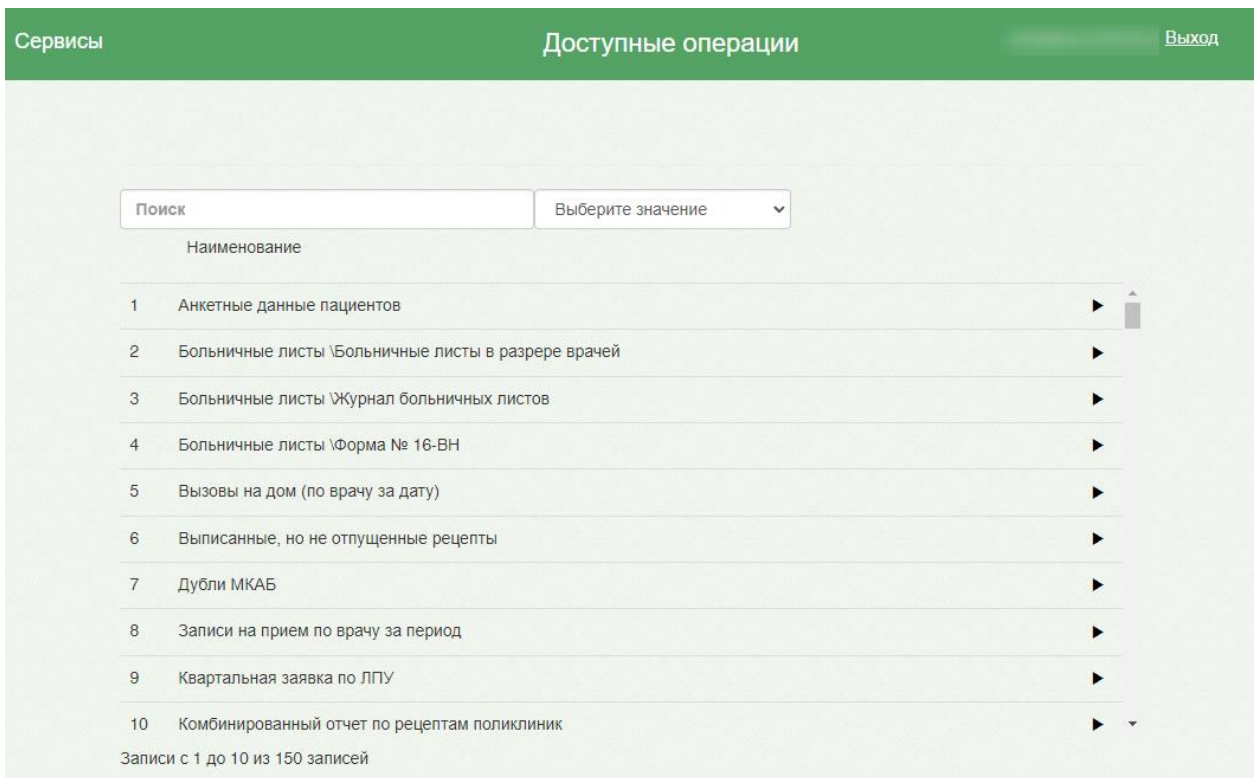 Сервисы
Доступные операции
Выход
Поиск
Выберите значение
Наименование
1 Анкетные данные пациентов
2 Больничные листы \Больничные листы в разрере врачей
3 Больничные листы \Журнал больничных листов
4 Больничные листы \Форма № 16-ВН
5 Вызовы на дом (по врачу за дату)
6 Выписанные, но не отпущенные рецепты
7 Дубли МКАБ
8 Записи на прием по врачу за период
9 Квартальная заявка по ЛПУ
10 Комбинированный отчет по рецептам поликлиник
Записи с 1 до 10 из 150 записей